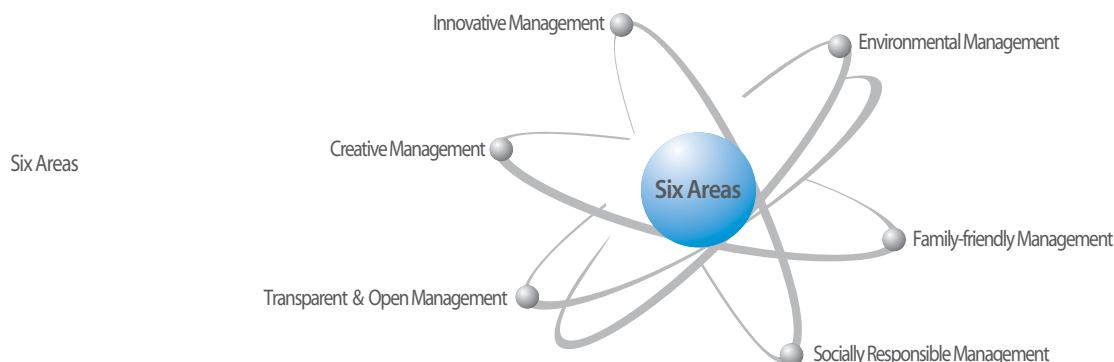 Innovative Management
Environmental Management
Creative Management
Six Areas
Six Areas
Family-friendly Management
Transparent & Open Management
Socially Responsible Management